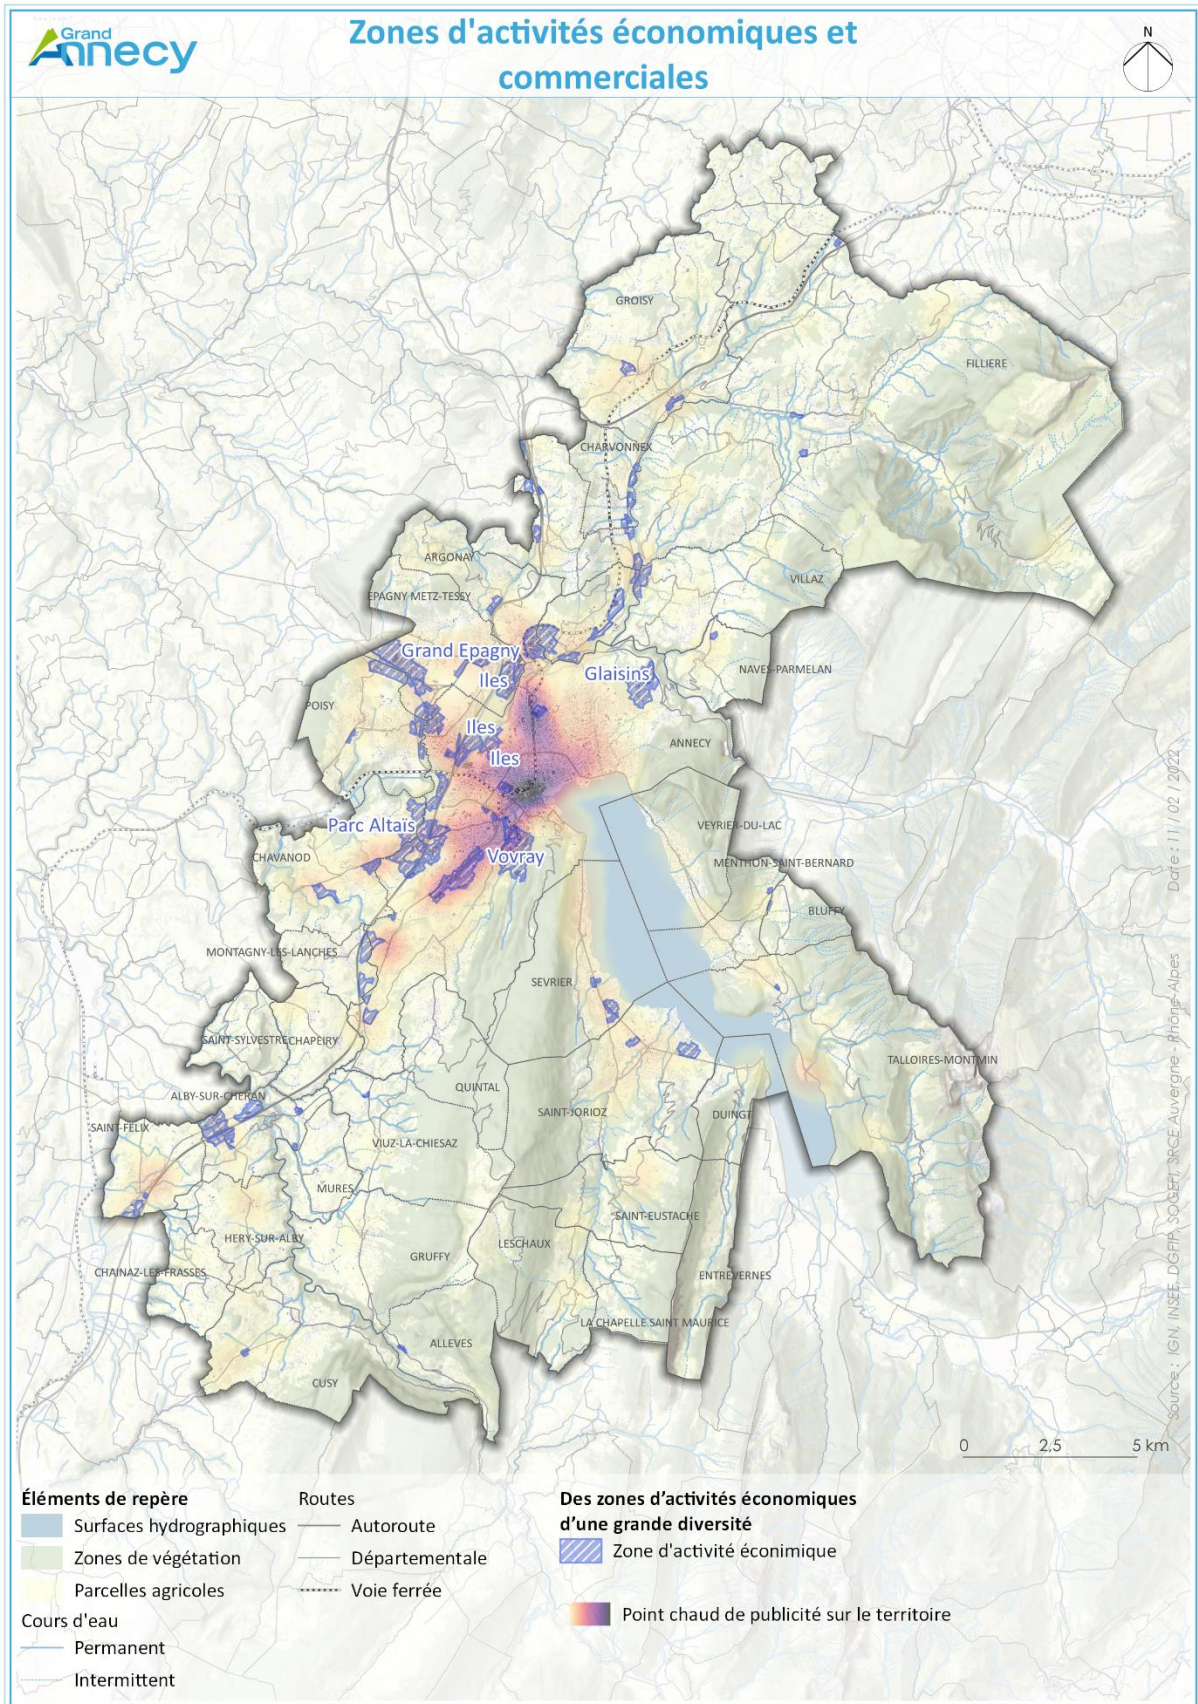 Grand
Annecy
Zones d'activités économiques et
commerciales
N
GROISY
FILLIERE
CHARVONNEX
ARGONAY
VILLAZ
EPAGNY METZ-TESSY
Grand Epagny
Iles
Glaisins
NAVES-PARMELAN
POISY
Iles
ANNECY
Iles
Parc Altaïs
VEYRIER-DU-LAC
CHAVANOD
Vovray
MENTHON-SAINT-BERNARD
BLUFFY
MONTAGNY-LES-LANCHES
SEVRIER
SAINT-SYLVESTRE
CHAPEIRY
TALLOIRES-MONTMIN
QUINTAL
ALBY-SUR-CHERAN
SAINT-JORIOZ
DUINGT
SAINT-FELIX
VIUZ-LA-CHIESAZ
MURES
SAINT-EUSTACHE
HERY-SUR-ALBY
LESCHAUX
GRUFFY
CHAINAZ-LES-FRASSES
ENTREVERNES
LA CHAPELLE SAINT MAURICE
ALLEVES
CUSY
Source : IGN, INSEE, DGFIP, SOGEFI, SRCE Auvergne - Rhône-Alpes Date : 11 / 02 / 2022
0 2,5 5 km
Éléments de repère
Surfaces hydrographiques
Zones de végétation
Parcelles agricoles
Cours d'eau
Permanent
Intermittent
Routes
Autoroute
Départementale
Voie ferrée
Des zones d’activités économiques
d’une grande diversité
Zone d'activité éconimique
Point chaud de publicité sur le territoire